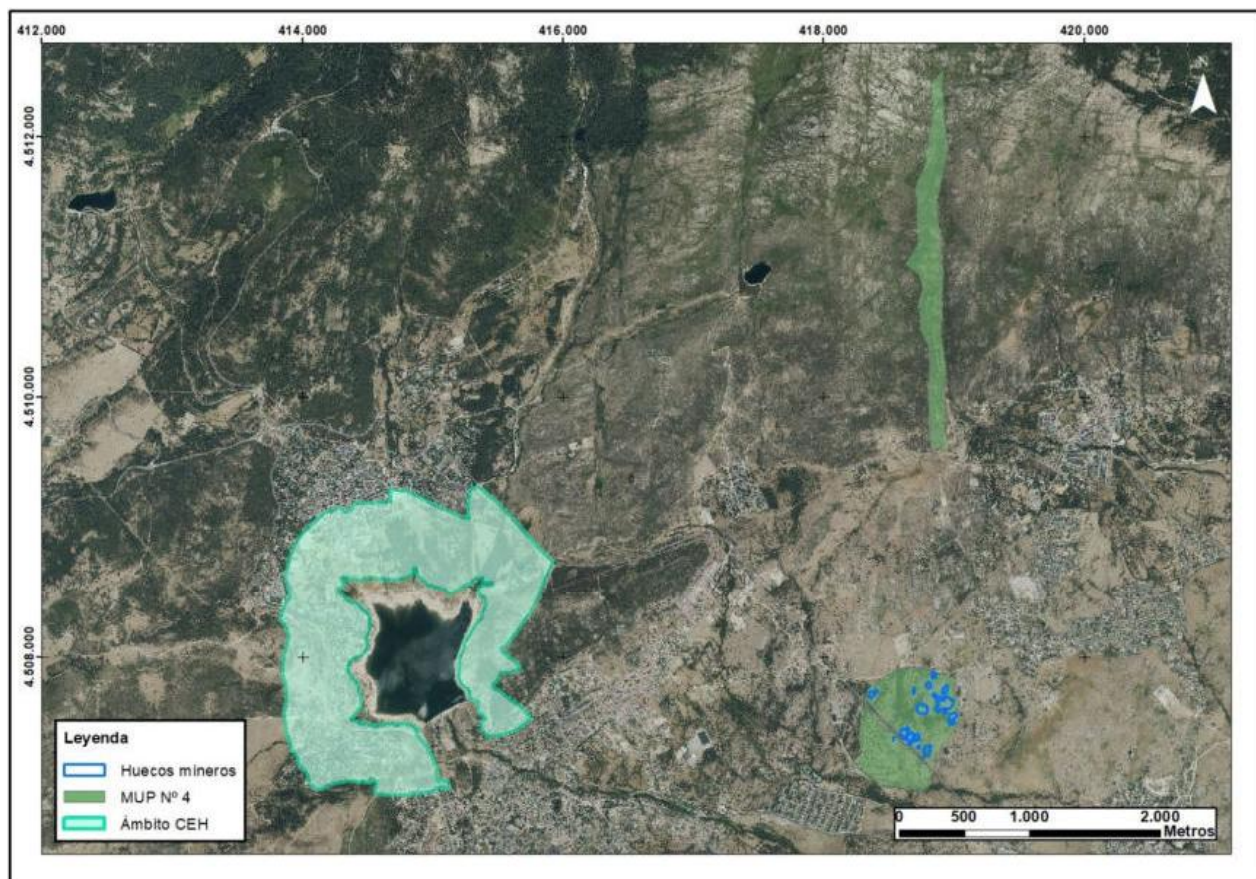 412.000 414.000 416.000 418.000 420.000
N
4.512.000
4.510.000
4.508.000
Leyenda
Huecos mineros
MUP Nº 4
Ámbito CEH
0 500 1.000 2.000
Metros